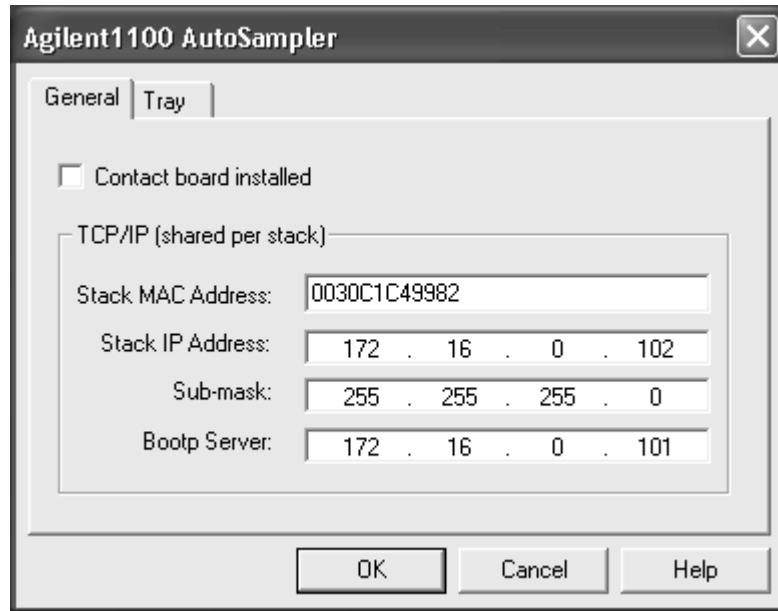 Agilent1100 AutoSampler
General Tray
Contact board installed
TCP/IP (shared per stack)
Stack MAC Address: 0030C1C49982
Stack IP Address: 172 . 16 . 0 . 102
Sub-mask: 255 . 255 . 255 . 0
Bootp Server: 172 . 16 . 0 . 101
OK Cancel Help